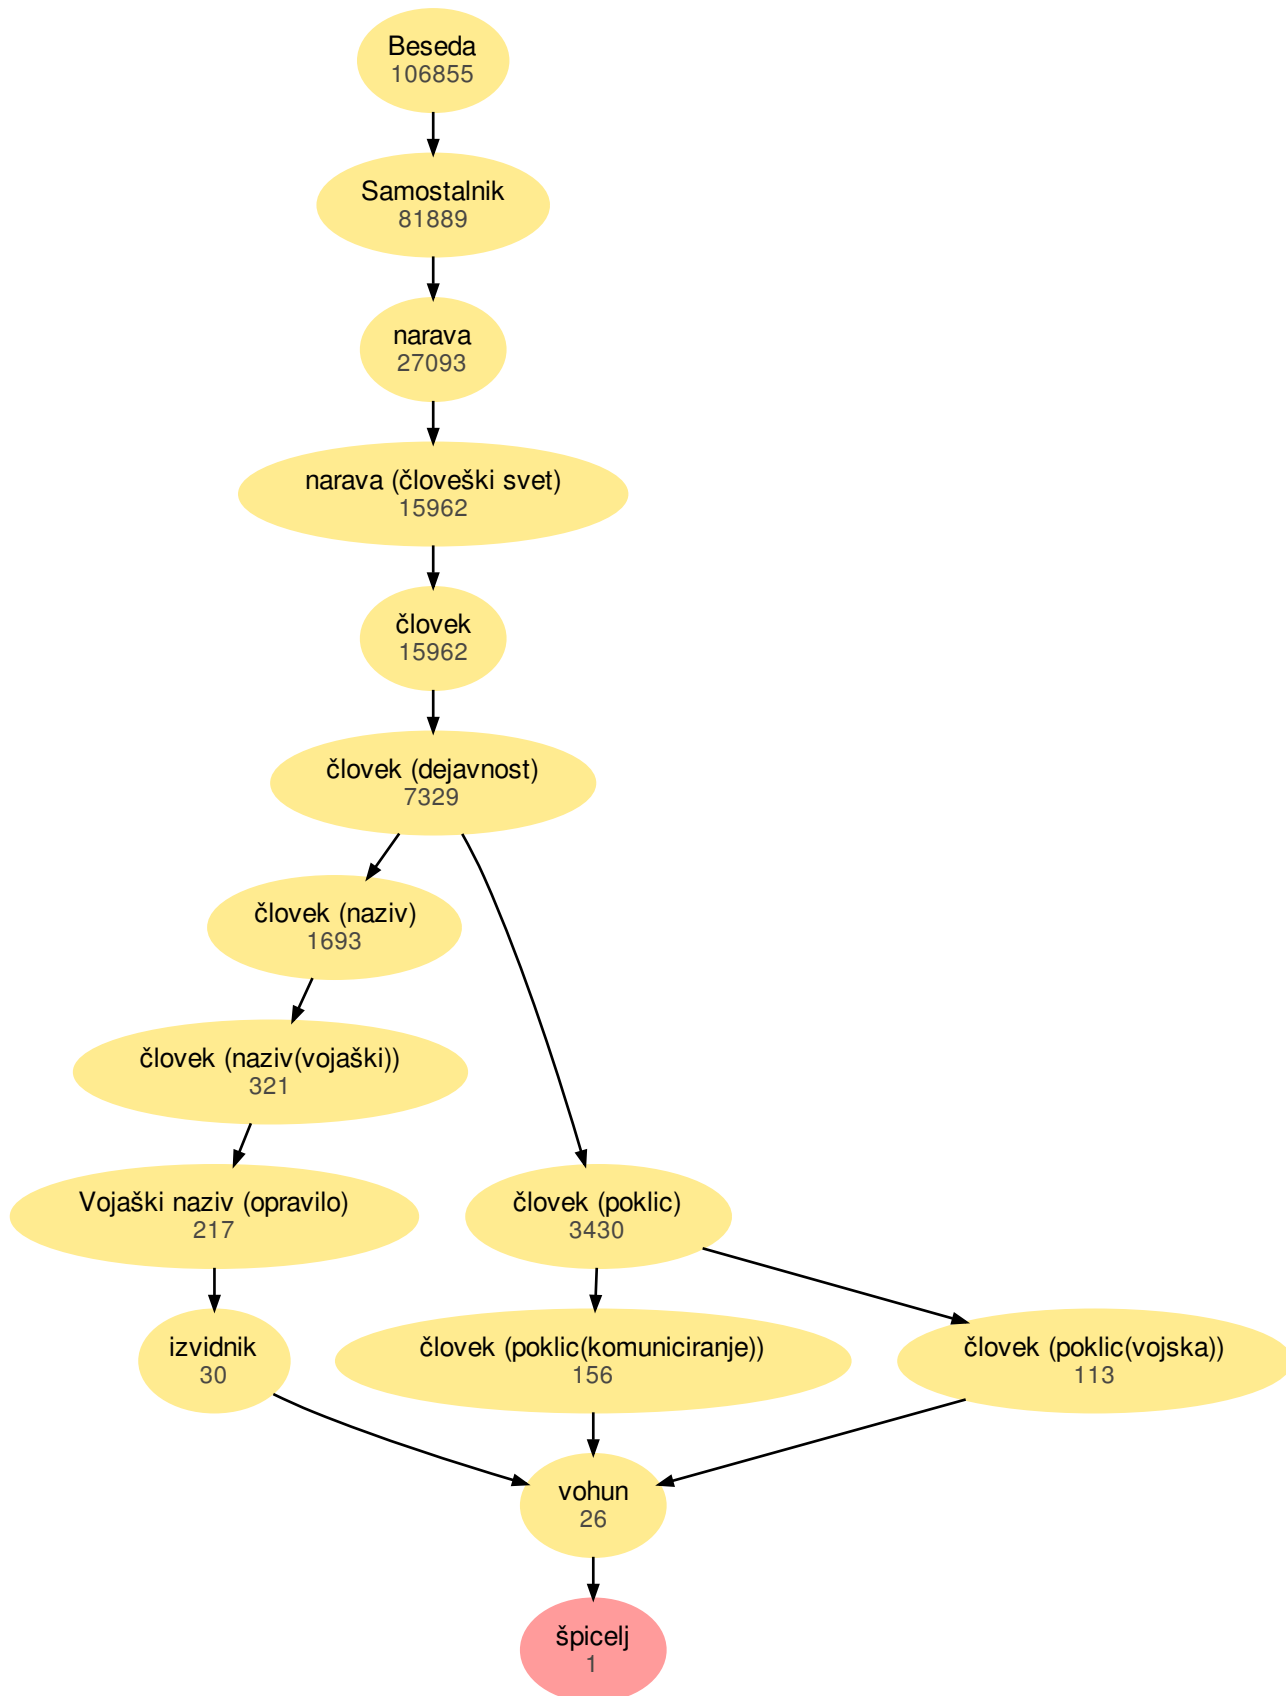 Beseda
106855
Samostalnik
81889
narava
27093
narava (človeški svet)
15962
človek
15962
človek (dejavnost)
7329
človek (naziv)
1693
človek (naziv(vojaški))
321
Vojaški naziv (opravilo)
217
človek (poklic)
3430
izvidnik
30
človek (poklic(komuniciranje))
156
človek (poklic(vojska))
113
vohun
26
špicelj
1